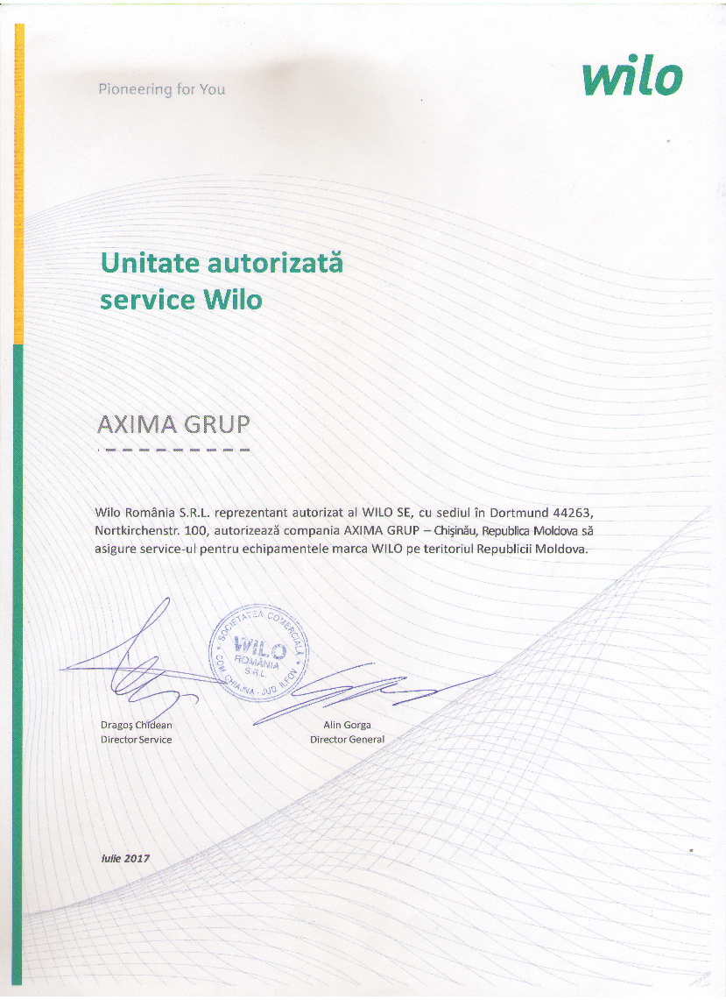 Pioneering for You
wilo
Unitate autorizată
service Wilo
AXIMA GRUP
Wilo România S.R.L. reprezentant autorizat al WILO SE, cu sediul în Dortmund 44263,
Nortkirchenstr. 100, autorizează compania AXIMA GRUP – Chişinău, Republica Moldova să
asigure service-ul pentru echipamentele marca WILO pe teritoriul Republicii Moldova.
* SOCIETATEA COMERCIALĂ *
WILO
ROMÂNIA
S.R.L.
COM. CHIAJNA - JUD. ILFOV
Dragoş Chidean
Director Service
Alin Gorga
Director General
Iulie 2017